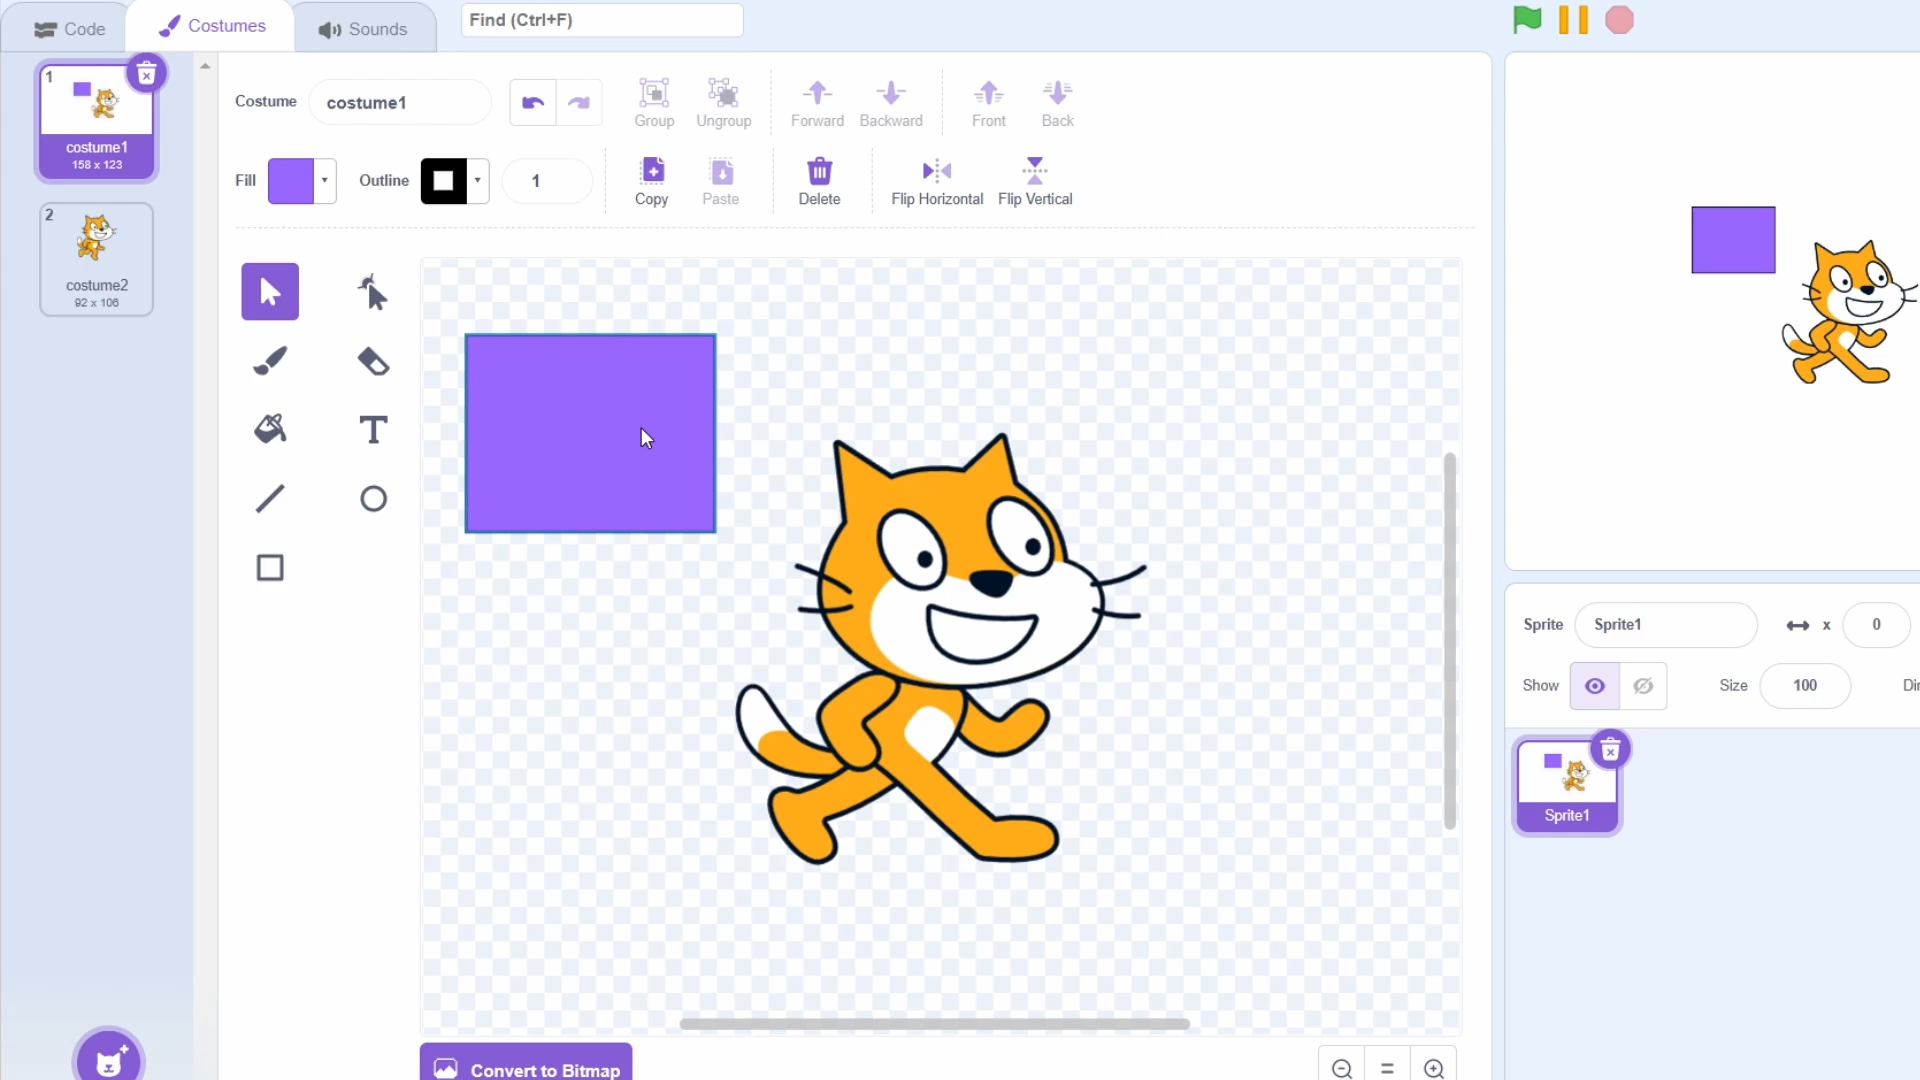 Code
Costumes
Sounds
Find (Ctrl+F)
1
costume1
158 x 123
2
costume2
92 x 106
Costume
costume1
Group
Ungroup
Forward
Backward
Front
Back
Fill
Outline
1
Copy
Paste
Delete
Flip Horizontal
Flip Vertical
Convert to Bitmap
Sprite
Sprite1
x
0
Show
Size
100
Dir
Sprite1